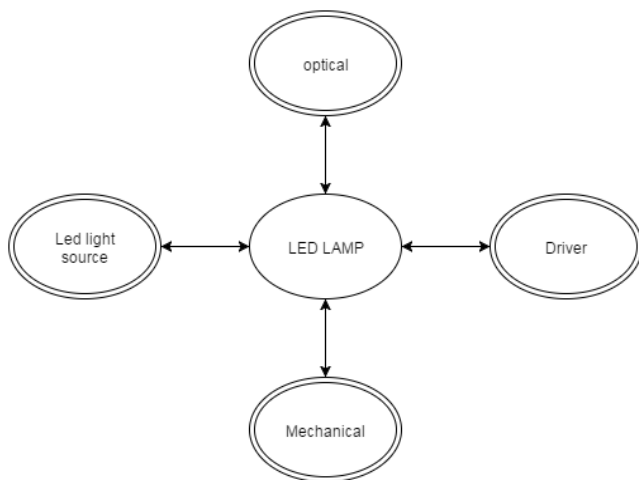 optical
Led light
source
LED LAMP
Driver
Mechanical